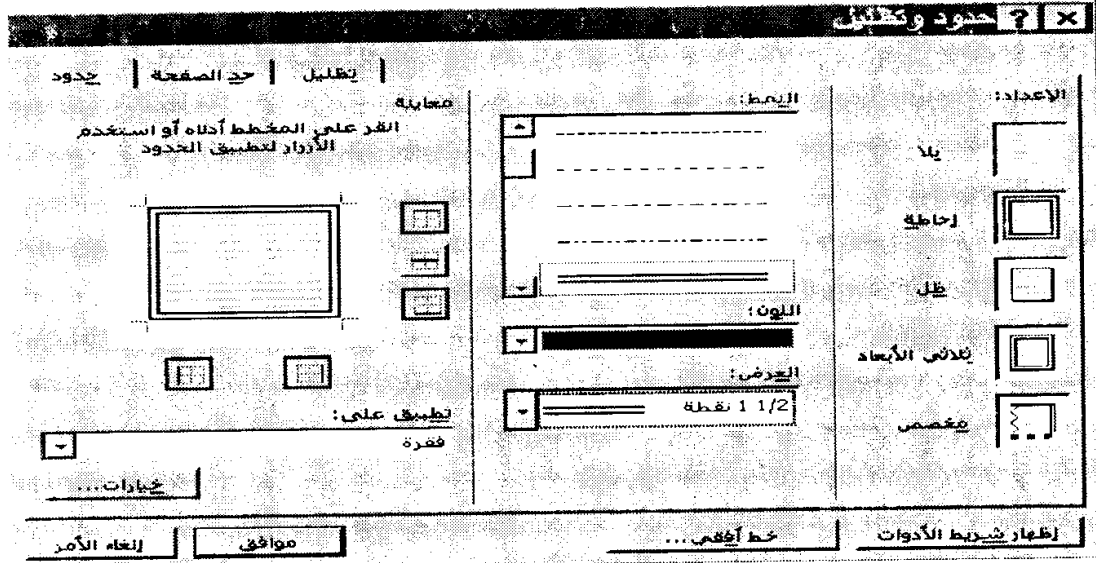 حدود وتظليل
حدود
حد الصفحة
تظليل
الإعداد:
بلا
إحاطة
ظل
ثلاثي الأبعاد
مخصص
النمط:
اللون:
العرض:
1 1/2 نقطة
معاينة
انقر على المخطط أدناه أو استخدم
الأزرار لتطبيق الحدود
تطبيق على:
فقرة
خيارات...
إظهار شريط الأدوات
خط أفقي...
موافق
إلغاء الأمر